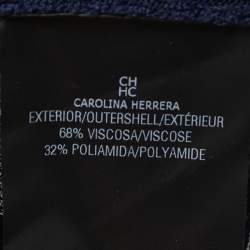 CH
HC
CAROLINA HERRERA
EXTERIOR/OUTERSHELL/EXTÉRIEUR
68% VISCOSA/VISCOSE
32% POLIAMIDA/POLYAMIDE